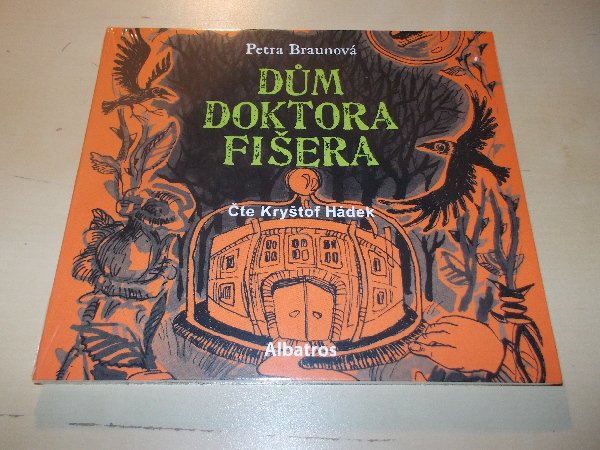 Petra Braunová
DŮM
DOKTORA
FIŠERA
Čte Kryštof Hádek
Albatros